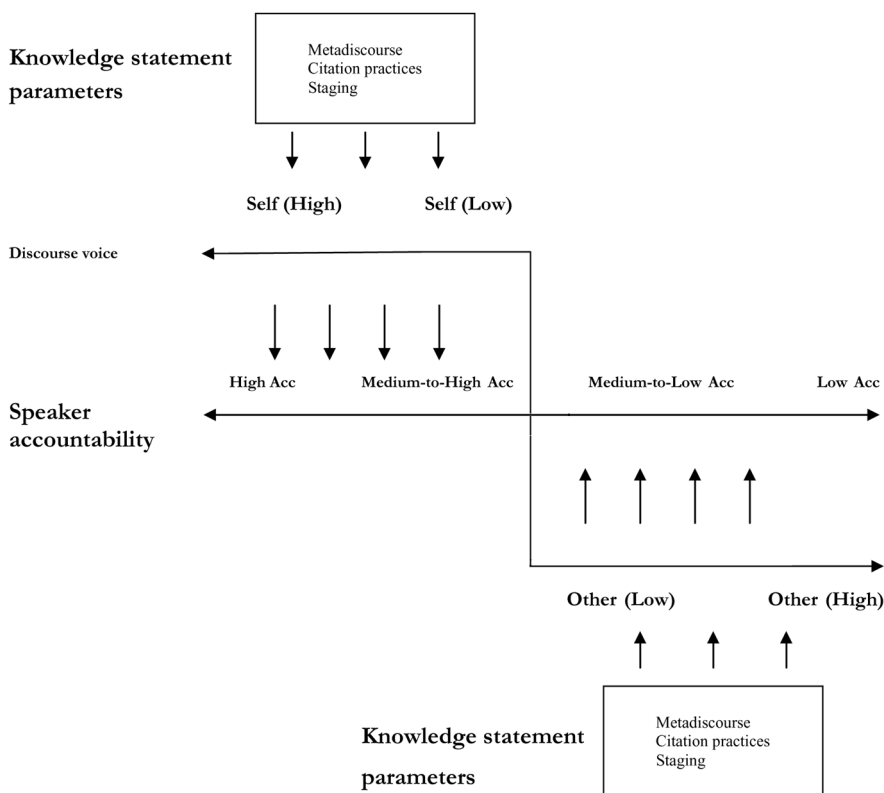 Knowledge statement
parameters
Metadiscourse
Citation practices
Staging
Self (High) Self (Low)
Discourse voice
High Acc Medium-to-High Acc Medium-to-Low Acc Low Acc
Speaker
accountability
Other (Low) Other (High)
Knowledge statement
parameters
Metadiscourse
Citation practices
Staging